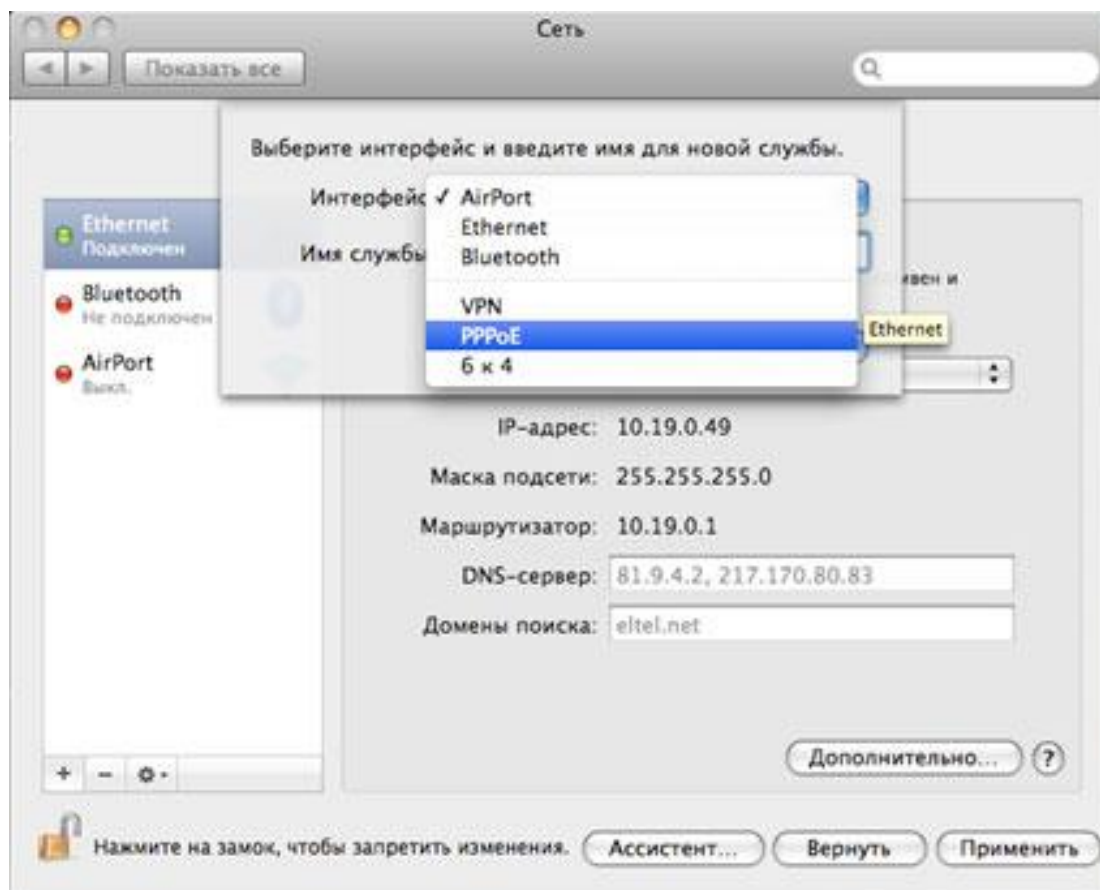 Сеть
Показать все
Выберите интерфейс и введите имя для новой службы.
Интерфейс ✓ AirPort
Ethernet
Bluetooth
VPN
PPPoE
6 к 4
Имя службы
Ethernet
Ethernet
Подключен
Bluetooth
Не подключен
AirPort
Выкл.
ивен и
IP-адрес: 10.19.0.49
Маска подсети: 255.255.255.0
Маршрутизатор: 10.19.0.1
DNS-сервер: 81.9.4.2, 217.170.80.83
Домены поиска: eltel.net
Дополнительно... ?
Нажмите на замок, чтобы запретить изменения.
Ассистент...
Вернуть
Применить